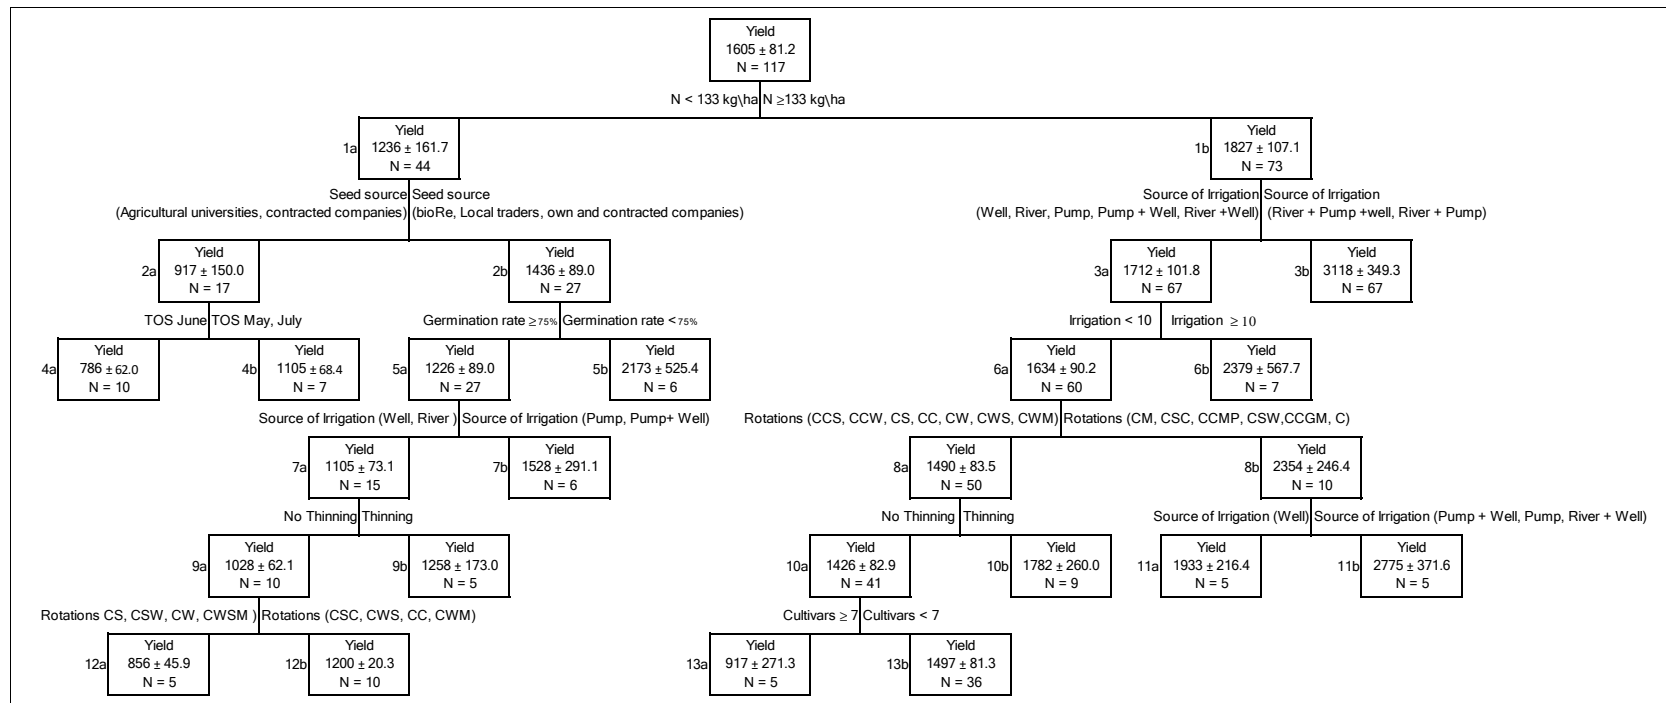 Yield
1605 ± 81.2
N = 117
N < 133 kg\ha N ≥133 kg\ha
1a
Yield
1236 ± 161.7
N = 44
1b
Yield
1827 ± 107.1
N = 73
Seed source
(Agricultural universities, contracted companies)
Seed source
(bioRe, Local traders, own and contracted companies)
Source of Irrigation
(Well, River, Pump, Pump + Well, River +Well)
Source of Irrigation
(River + Pump +well, River + Pump)
2a
Yield
917 ± 150.0
N = 17
2b
Yield
1436 ± 89.0
N = 27
3a
Yield
1712 ± 101.8
N = 67
3b
Yield
3118 ± 349.3
N = 67
TOS June TOS May, July
Germination rate ≥75% Germination rate <75%
Irrigation < 10 Irrigation ≥ 10
4a
Yield
786 ± 62.0
N = 10
4b
Yield
1105 ± 68.4
N = 7
5a
Yield
1226 ± 89.0
N = 27
5b
Yield
2173 ± 525.4
N = 6
6a
Yield
1634 ± 90.2
N = 60
6b
Yield
2379 ± 567.7
N = 7
Source of Irrigation (Well, River ) Source of Irrigation (Pump, Pump+ Well)
Rotations (CCS, CCW, CS, CC, CW, CWS, CWM) Rotations (CM, CSC, CCMP, CSW,CCGM, C)
7a
Yield
1105 ± 73.1
N = 15
7b
Yield
1528 ± 291.1
N = 6
8a
Yield
1490 ± 83.5
N = 50
8b
Yield
2354 ± 246.4
N = 10
No Thinning Thinning
No Thinning Thinning
Source of Irrigation (Well) Source of Irrigation (Pump + Well, Pump, River + Well)
9a
Yield
1028 ± 62.1
N = 10
9b
Yield
1258 ± 173.0
N = 5
10a
Yield
1426 ± 82.9
N = 41
10b
Yield
1782 ± 260.0
N = 9
11a
Yield
1933 ± 216.4
N = 5
11b
Yield
2775 ± 371.6
N = 5
Rotations CS, CSW, CW, CWSM ) Rotations (CSC, CWS, CC, CWM)
Cultivars ≥ 7 Cultivars < 7
12a
Yield
856 ± 45.9
N = 5
12b
Yield
1200 ± 20.3
N = 10
13a
Yield
917 ± 271.3
N = 5
13b
Yield
1497 ± 81.3
N = 36